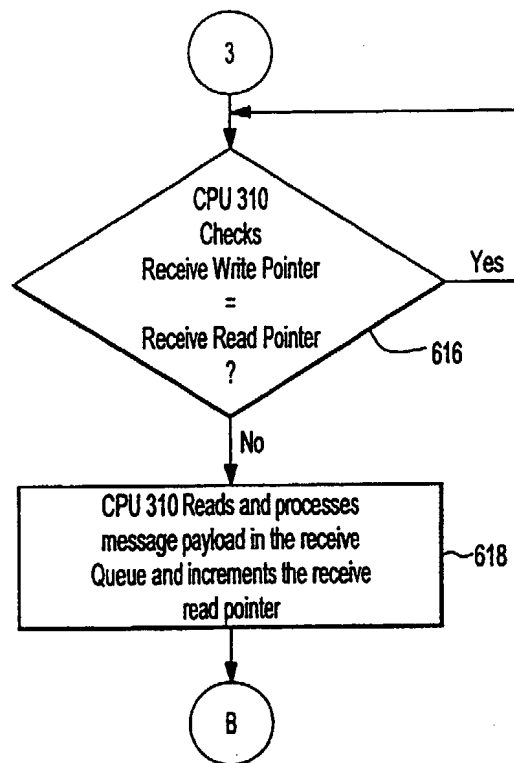 3
CPU 310
Checks
Receive Write Pointer
=
Receive Read Pointer
?
Yes
616
No
CPU 310 Reads and processes
message payload in the receive
Queue and increments the receive
read pointer
618
B